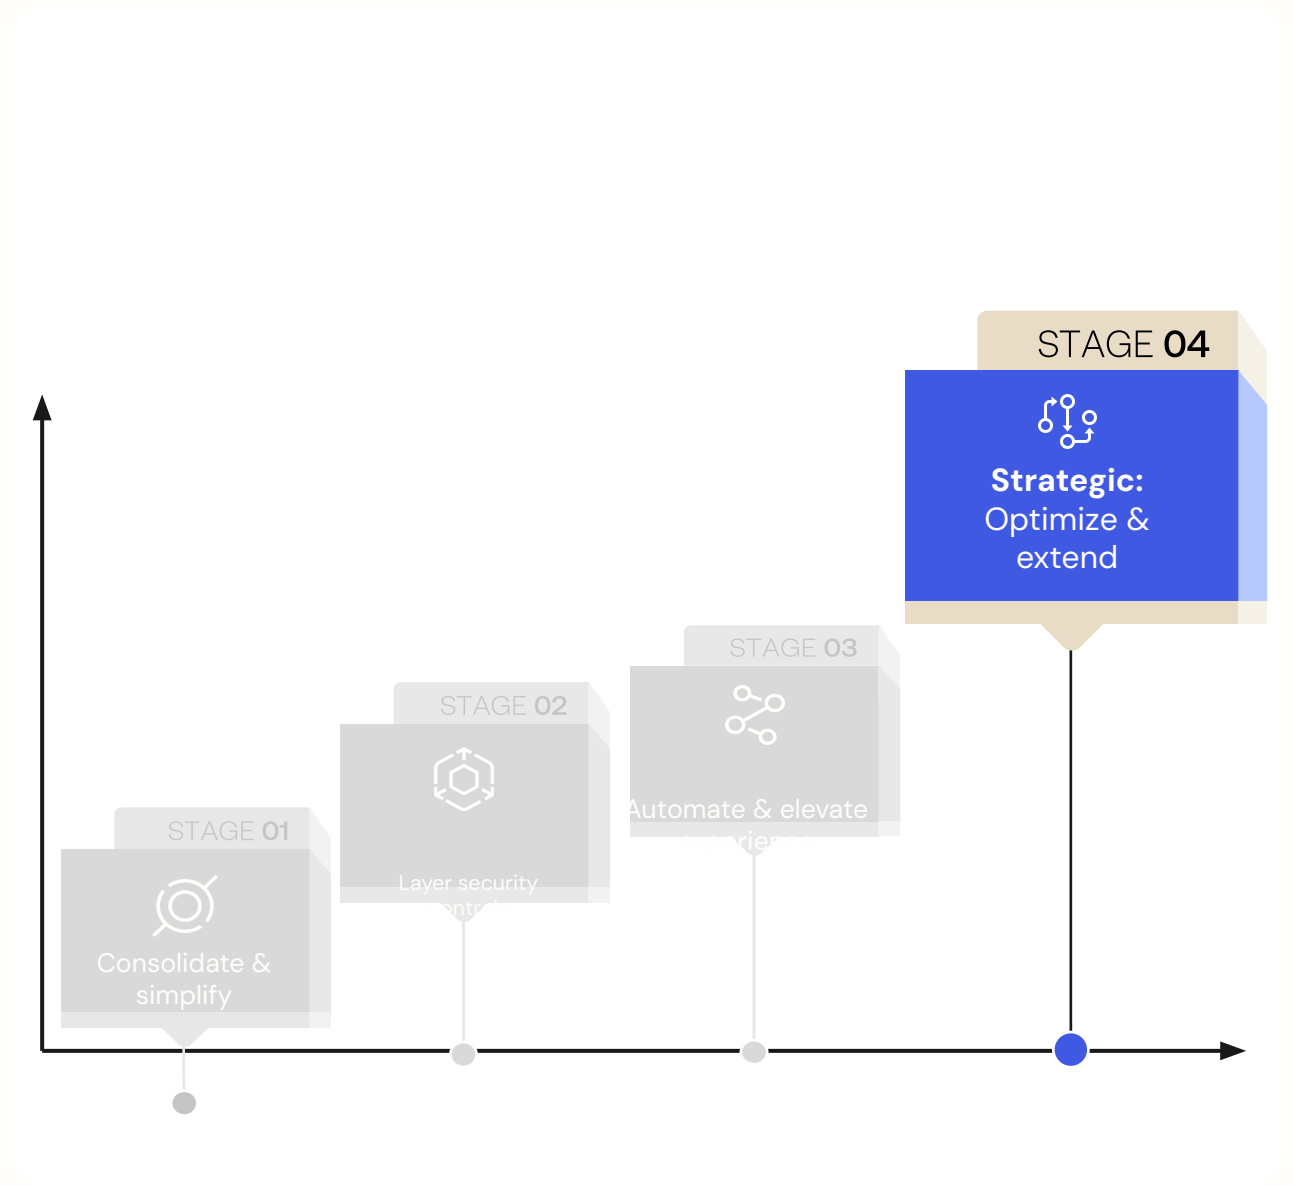 STAGE 04
Strategic:
Optimize &
extend
STAGE 03
Automate & elevate
STAGE 02
Layer security
STAGE 01
Consolidate &
simplify